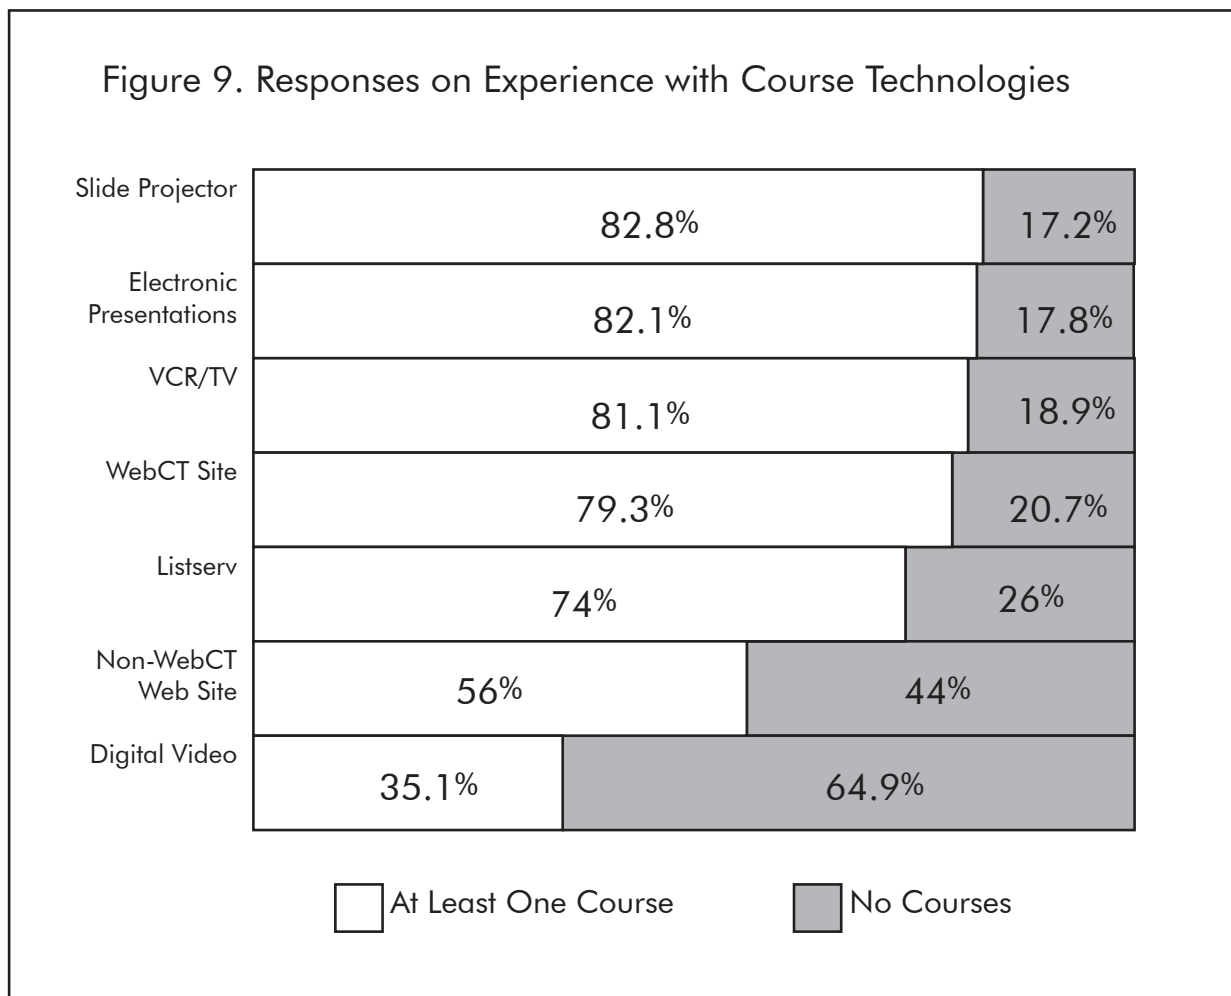 Figure 9. Responses on Experience with Course Technologies
Slide Projector
82.8%
17.2%
Electronic
Presentations
82.1%
17.8%
VCR/TV
81.1%
18.9%
WebCT Site
79.3%
20.7%
Listserv
74%
26%
Non-WebCT
Web Site
56%
44%
Digital Video
35.1%
64.9%
At Least One Course
No Courses